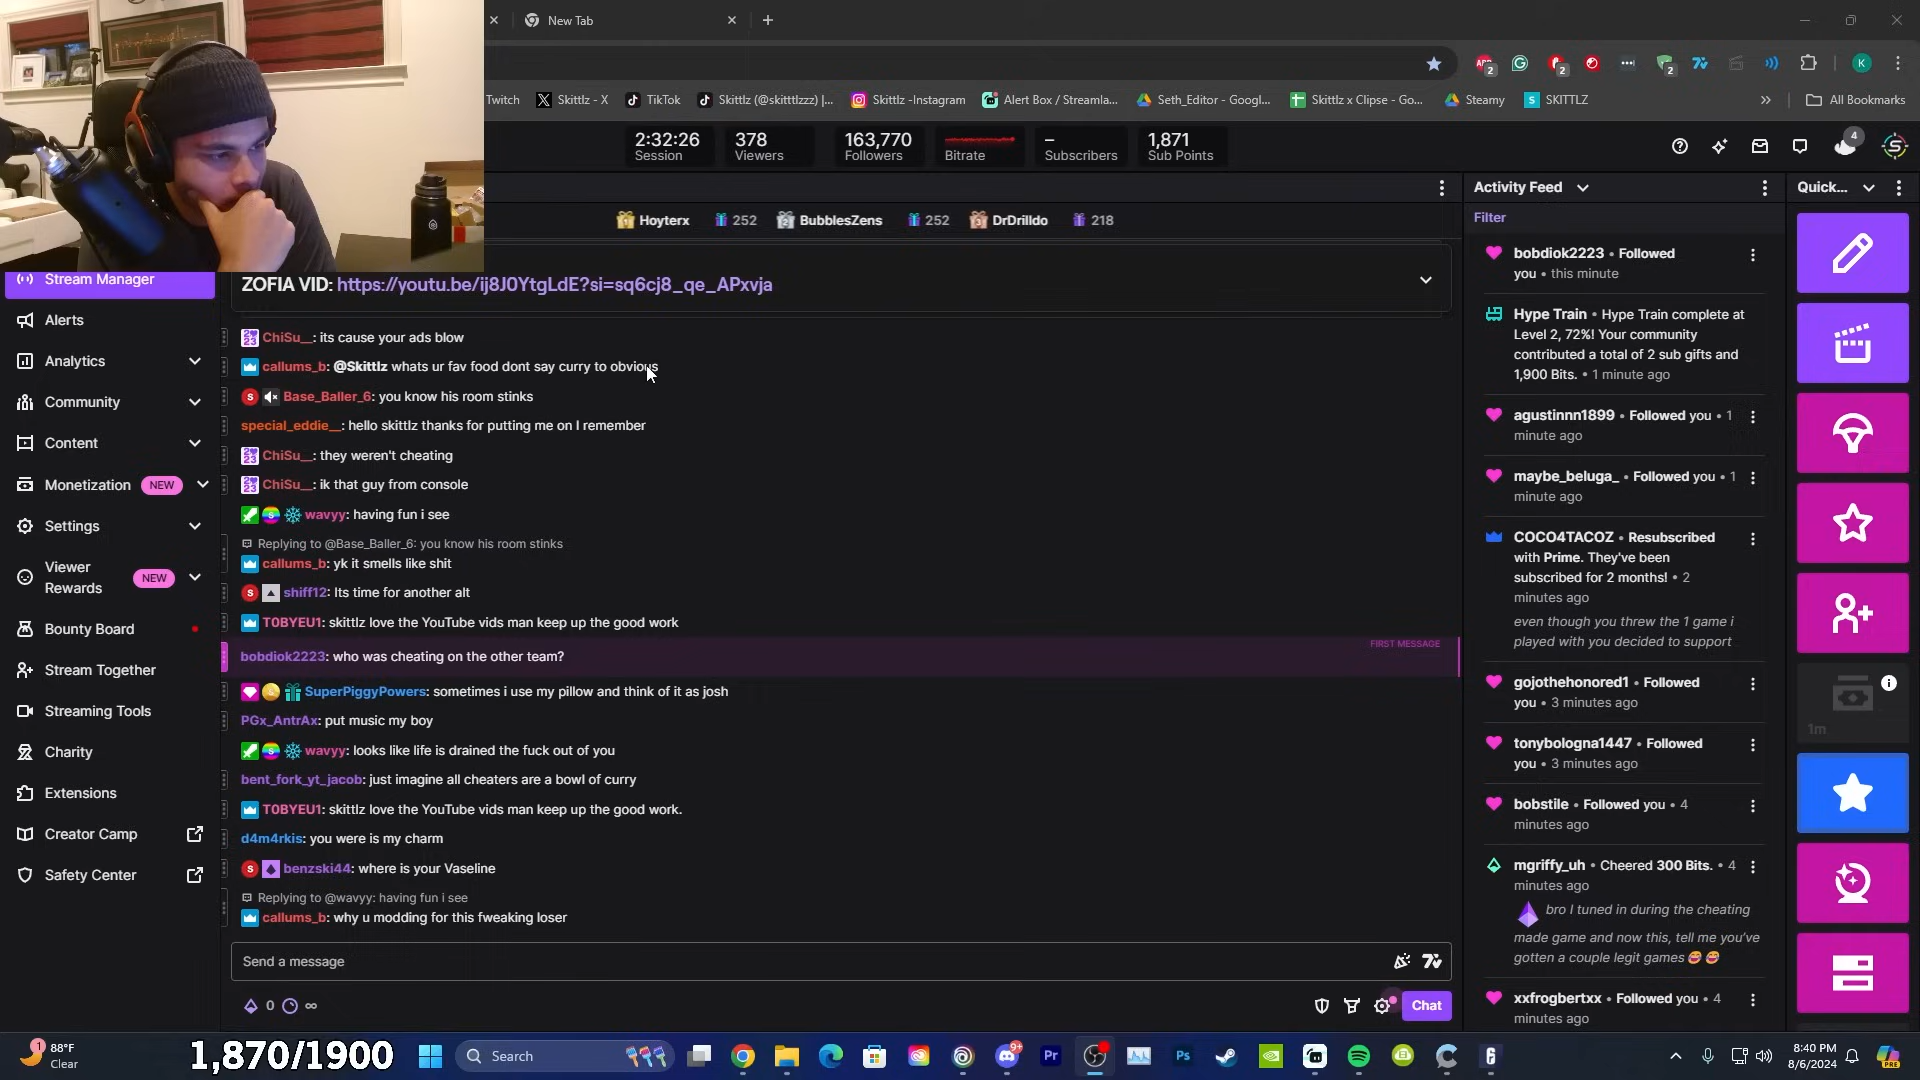 New Tab
Twitch
Skittlz - X
TikTok
Skittlz (@skitttlzzz) |...
Skittlz -Instagram
Alert Box / Streamla...
Seth_Editor - Googl...
Skittlz x Clipse - Go...
Steamy
SKITTLZ
All Bookmarks
2:32:26
Session
378
Viewers
163,770
Followers
Bitrate
–
Subscribers
1,871
Sub Points
4
Hoyterx 252 BubblesZens 252 DrDrilldo 218
ZOFIA VID: https://youtu.be/ij8J0YtgLdE?si=sq6cj8_qe_APxvja
Stream Manager
Alerts
Analytics
Community
Content
Monetization NEW
Settings
Viewer
Rewards NEW
Bounty Board
Stream Together
Streaming Tools
Charity
Extensions
Creator Camp
Safety Center
ChiSu__: its cause your ads blow
callums_b: @Skittlz whats ur fav food dont say curry to obvious
Base_Baller_6: you know his room stinks
special_eddie__: hello skittlz thanks for putting me on I remember
ChiSu__: they weren't cheating
ChiSu__: ik that guy from console
wavyy: having fun i see
Replying to @Base_Baller_6: you know his room stinks
callums_b: yk it smells like shit
shiff12: Its time for another alt
T0BYEU1: skittlz love the YouTube vids man keep up the good work
FIRST MESSAGE
bobdiok2223: who was cheating on the other team?
SuperPiggyPowers: sometimes i use my pillow and think of it as josh
PGx_AntrAx: put music my boy
wavyy: looks like life is drained the fuck out of you
bent_fork_yt_jacob: just imagine all cheaters are a bowl of curry
T0BYEU1: skittlz love the YouTube vids man keep up the good work.
d4m4rkis: you were is my charm
benzski44: where is your Vaseline
Replying to @wavyy: having fun i see
callums_b: why u modding for this fweaking loser
Send a message
0 ∞
Chat
Activity Feed
Filter
bobdiok2223 • Followed
you • this minute
Hype Train • Hype Train complete at
Level 2, 72%! Your community
contributed a total of 2 sub gifts and
1,900 Bits. • 1 minute ago
agustinnn1899 • Followed you • 1
minute ago
maybe_beluga_ • Followed you • 1
minute ago
COCO4TACOZ • Resubscribed
with Prime. They've been
subscribed for 2 months! • 2
minutes ago
even though you threw the 1 game i
played with you decided to support
gojothehonored1 • Followed
you • 3 minutes ago
tonybologna1447 • Followed
you • 3 minutes ago
bobstile • Followed you • 4
minutes ago
mgriffy_uh • Cheered 300 Bits. • 4
minutes ago
bro I tuned in during the cheating
made game and now this, tell me you've
gotten a couple legit games
xxfrogbertxx • Followed you • 4
minutes ago
Quick...
1m
88°F
Clear
1,870/1900
Search
8:40 PM
8/6/2024